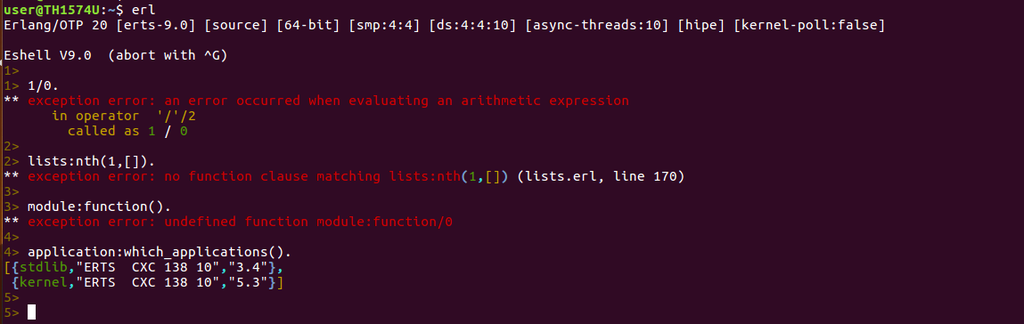 user@TH1574U:~$ erl
Erlang/OTP 20 [erts-9.0] [source] [64-bit] [smp:4:4] [ds:4:4:10] [async-threads:10] [hipe] [kernel-poll:false]
Eshell V9.0  (abort with ^G)
1>
1> 1/0.
** exception error: an error occurred when evaluating an arithmetic expression
      in operator  '/'/2
        called as 1 / 0
2>
2> lists:nth(1,[]).
** exception error: no function clause matching lists:nth(1,[]) (lists.erl, line 170)
3>
3> module:function().
** exception error: undefined function module:function/0
4>
4> application:which_applications().
[{stdlib,"ERTS  CXC 138 10","3.4"},
 {kernel,"ERTS  CXC 138 10","5.3"}]
5>
5>